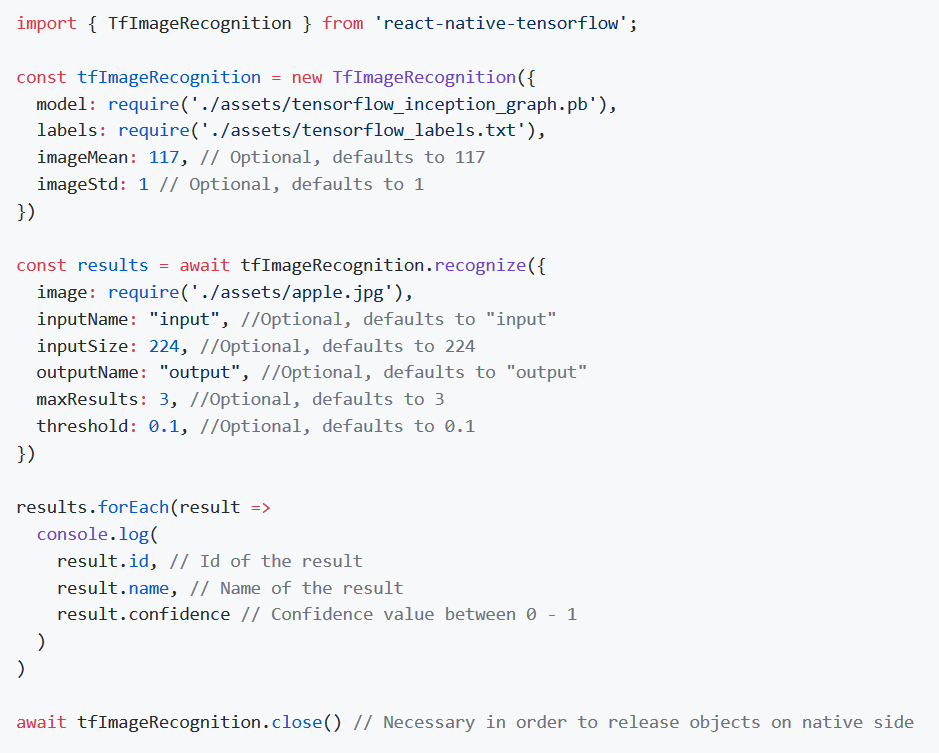 import { TfImageRecognition } from 'react-native-tensorflow';

const tfImageRecognition = new TfImageRecognition({
  model: require('./assets/tensorflow_inception_graph.pb'),
  labels: require('./assets/tensorflow_labels.txt'),
  imageMean: 117, // Optional, defaults to 117
  imageStd: 1 // Optional, defaults to 1
})

const results = await tfImageRecognition.recognize({
  image: require('./assets/apple.jpg'),
  inputName: "input", //Optional, defaults to "input"
  inputSize: 224, //Optional, defaults to 224
  outputName: "output", //Optional, defaults to "output"
  maxResults: 3, //Optional, defaults to 3
  threshold: 0.1, //Optional, defaults to 0.1
})

results.forEach(result =>
  console.log(
    result.id, // Id of the result
    result.name, // Name of the result
    result.confidence // Confidence value between 0 - 1
  )
)

await tfImageRecognition.close() // Necessary in order to release objects on native side